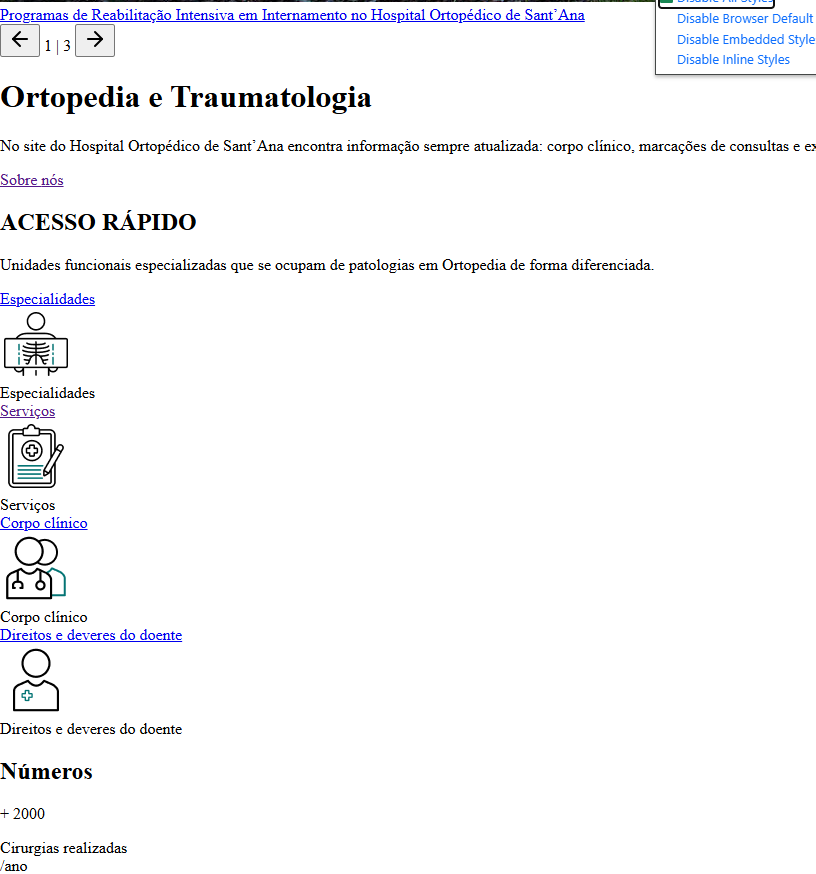 Disable All Styles
Programas de Reabilitação Intensiva em Internamento no Hospital Ortopédico de Sant’Ana
Disable Browser Default
Disable Embedded Style
Disable Inline Styles
1 | 3
Ortopedia e Traumatologia
No site do Hospital Ortopédico de Sant’Ana encontra informação sempre atualizada: corpo clínico, marcações de consultas e ex
Sobre nós
ACESSO RÁPIDO
Unidades funcionais especializadas que se ocupam de patologias em Ortopedia de forma diferenciada.
Especialidades
Especialidades
Serviços
Serviços
Corpo clínico
Corpo clínico
Direitos e deveres do doente
Direitos e deveres do doente
Números
+ 2000
Cirurgias realizadas
/ano